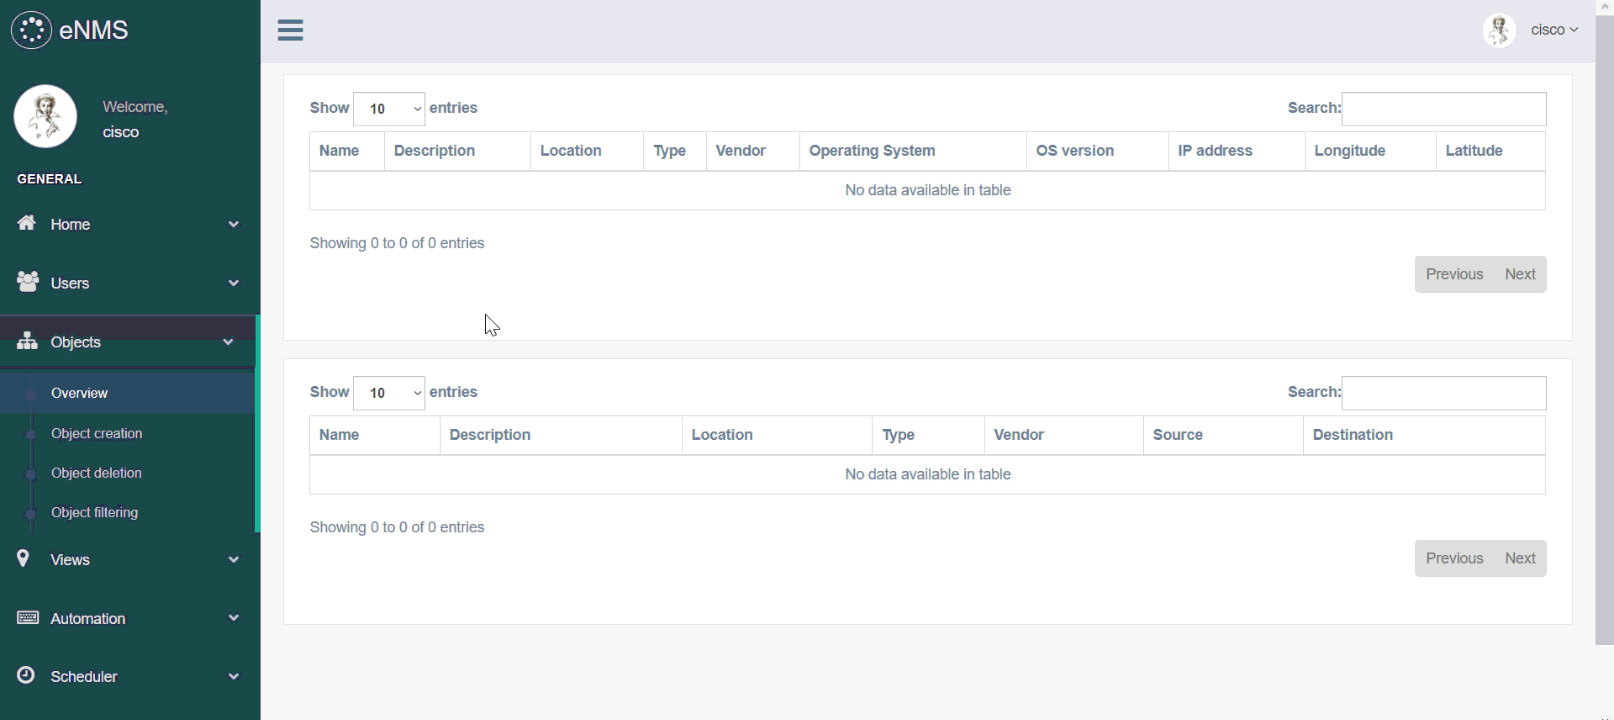 eNMS
cisco
Welcome,
cisco
GENERAL
Home
Users
Objects
Overview
Object creation
Object deletion
Object filtering
Views
Automation
Scheduler
Show 10 entries Search:
Name Description Location Type Vendor Operating System OS version IP address Longitude Latitude
No data available in table
Showing 0 to 0 of 0 entries
Previous Next
Show 10 entries Search:
Name Description Location Type Vendor Source Destination
No data available in table
Showing 0 to 0 of 0 entries
Previous Next